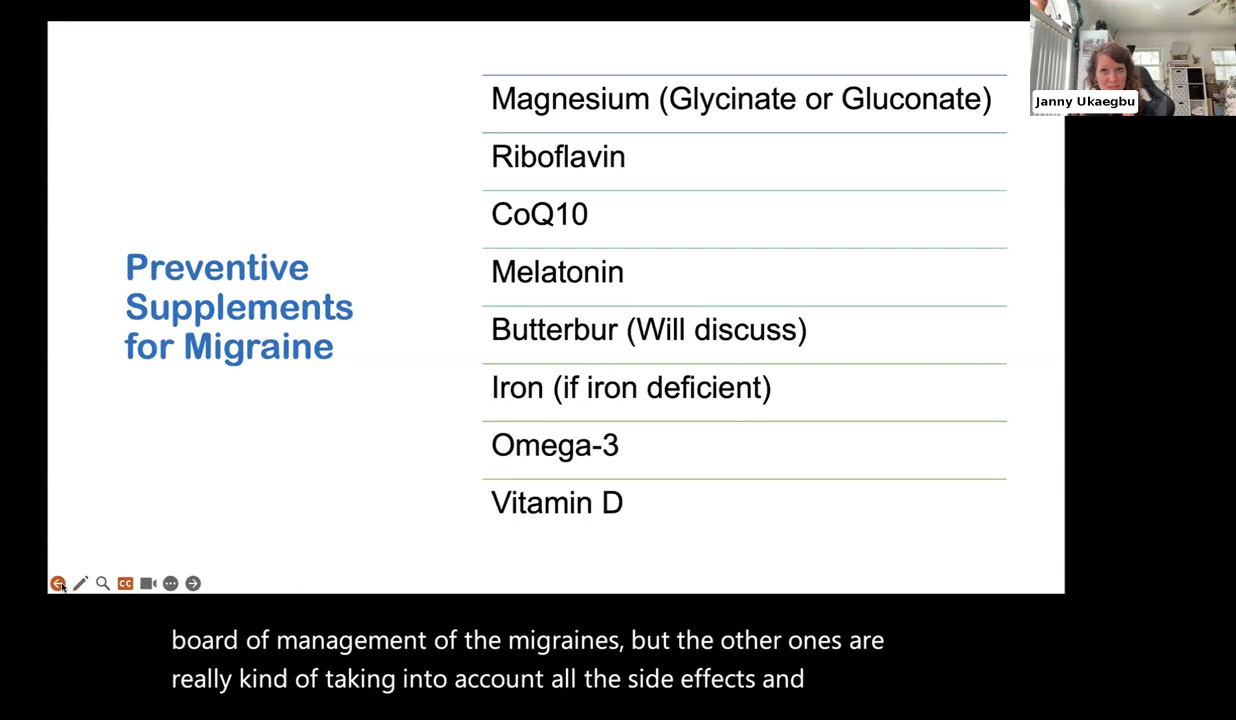 Janny Ukaegbu
Magnesium (Glycinate or Gluconate)
Riboflavin
CoQ10
Melatonin
Butterbur (Will discuss)
Iron (if iron deficient)
Omega-3
Vitamin D
Preventive
Supplements
for Migraine
CC
board of management of the migraines, but the other ones are
really kind of taking into account all the side effects and